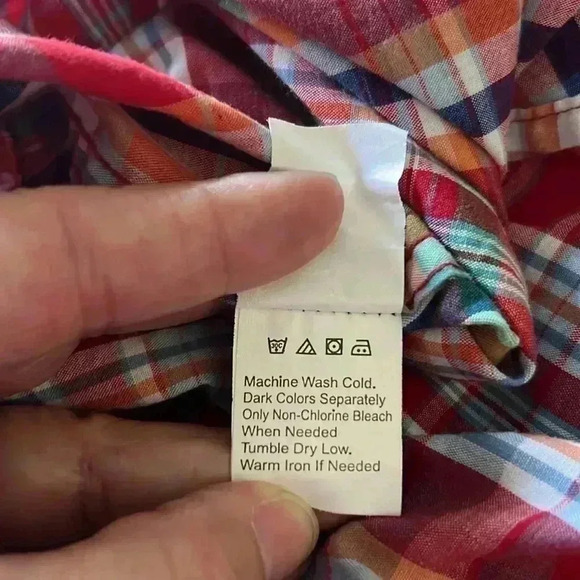 Machine Wash Cold.
Dark Colors Separately
Only Non-Chlorine Bleach
When Needed
Tumble Dry Low.
Warm Iron If Needed